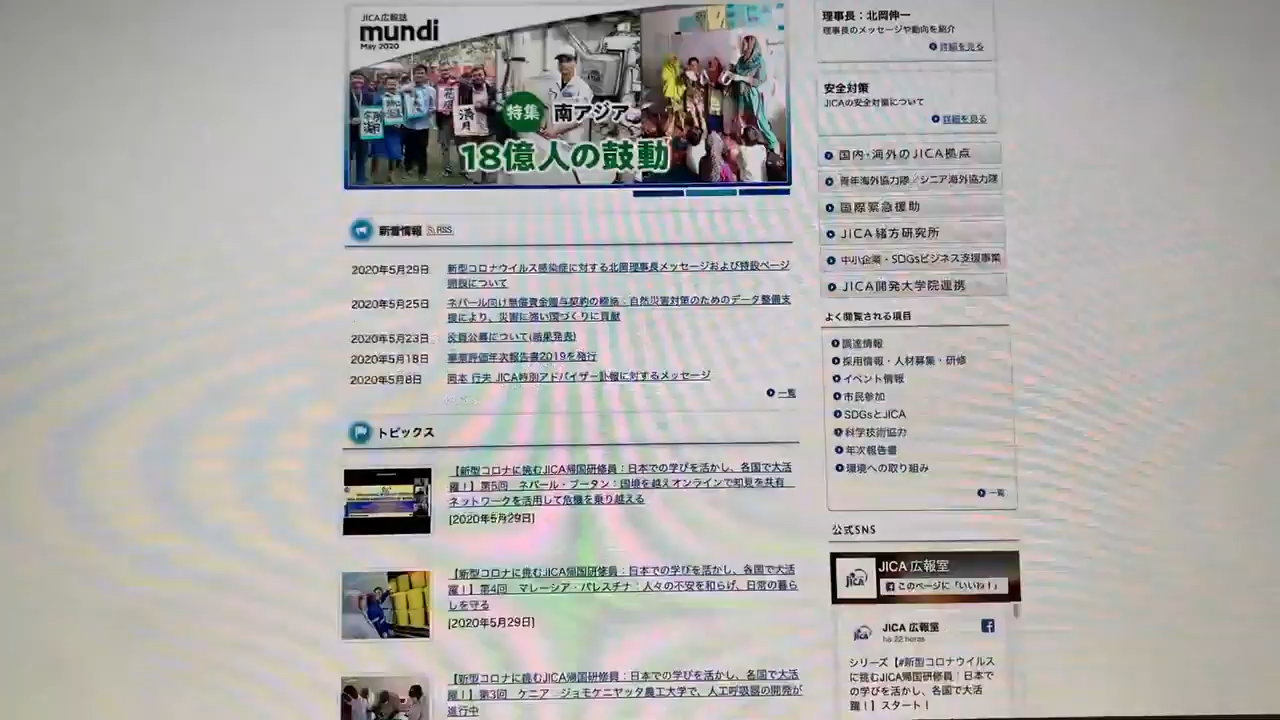 JICA広報誌
mundi
May 2020
満月
特集 南アジア
18億人の鼓動
新着情報 RSS
2020年5月29日 新型コロナウイルス感染症に対する北岡理事長メッセージおよび特設ページ
開設について
2020年5月25日 ネパール向け無償資金贈与契約の締結：自然災害対策のためのデータ整備支
援により、災害に強い国づくりに貢献
2020年5月23日 投資公募について(結果発表)
2020年5月18日 事業評価年次報告書2019を発行
2020年5月8日 岡本 行夫 JICA特別アドバイザー訃報に対するメッセージ
一覧
トピックス
【新型コロナに挑むJICA帰国研修員：日本での学びを活かし、各国で大活
躍！】第5回 ネパール・ブータン：国境を越えオンラインで知見を共有
ネットワークを活用して危機を乗り越える
[2020年5月29日]
【新型コロナに挑むJICA帰国研修員：日本での学びを活かし、各国で大活
躍！】第4回 マレーシア・パレスチナ：人々の不安を和らげ、日常の暮ら
しを守る
[2020年5月29日]
【新型コロナに挑むJICA帰国研修員：日本での学びを活かし、各国で大活
躍！】第3回 ケニア ジョモケニヤッタ農工大学で、人工呼吸器の開発が
進行中
理事長：北岡伸一
理事長のメッセージや動向を紹介
詳細を見る
安全対策
JICAの安全対策について
詳細を見る
国内・海外のJICA拠点
青年海外協力隊／シニア海外協力隊
国際緊急援助
JICA緒方研究所
中小企業・SDGsビジネス支援事業
JICA開発大学院連携
よく閲覧される項目
調達情報
採用情報・人材募集・研修
イベント情報
市民参加
SDGsとJICA
科学技術協力
年次報告書
環境への取り組み
一覧
公式SNS
JICA
JICA 広報室
このページに「いいね！」
JICA
JICA 広報室
há 22 horas
シリーズ【#新型コロナウイルス
に挑むJICA帰国研修員：日本で
の学びを活かし、各国で大活
躍！】スタート！